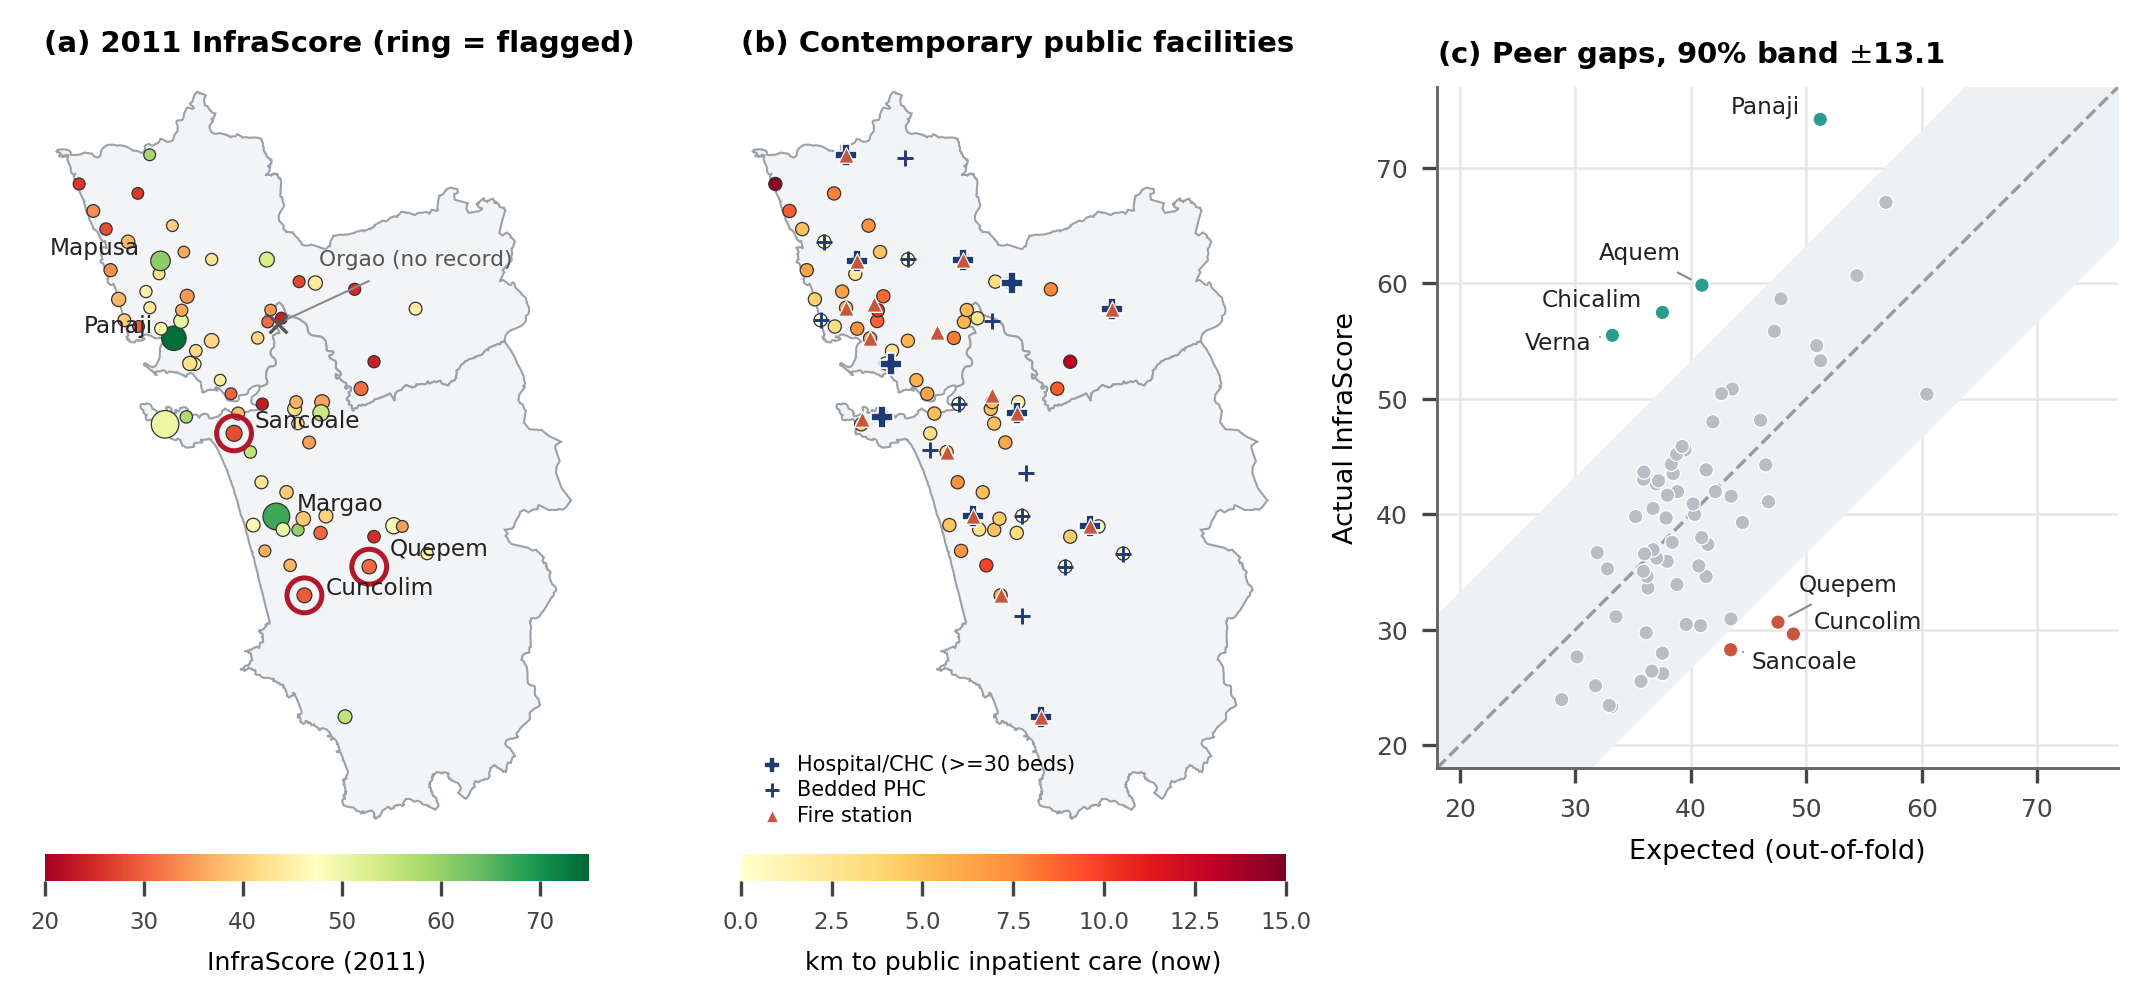 (a) 2011 InfraScore (ring = flagged)
Mapusa
Orgao (no record)
Panaji
Sancoale
Margao
Quepem
Cuncolim
20 30 40 50 60 70
InfraScore (2011)
(b) Contemporary public facilities
Hospital/CHC (>=30 beds)
Bedded PHC
Fire station
0.0 2.5 5.0 7.5 10.0 12.5 15.0
km to public inpatient care (now)
(c) Peer gaps, 90% band ±13.1
Panaji
Aquem
Chicalim
Verna
Quepem
Cuncolim
Sancoale
Actual InfraScore
70
60
50
40
30
20
20 30 40 50 60 70
Expected (out-of-fold)